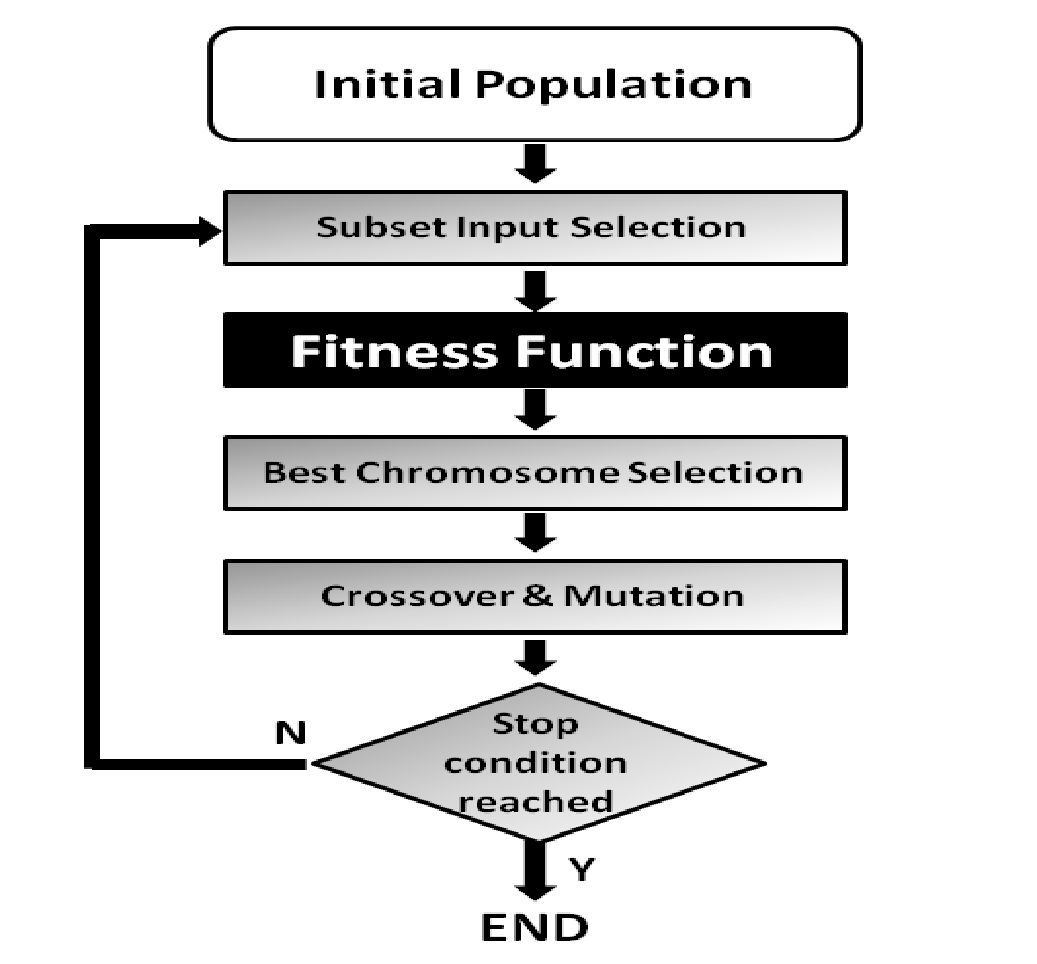 Initial Population
Subset Input Selection
Fitness Function
Best Chromosome Selection
Crossover & Mutation
Stop
condition
reached
N
Y
END